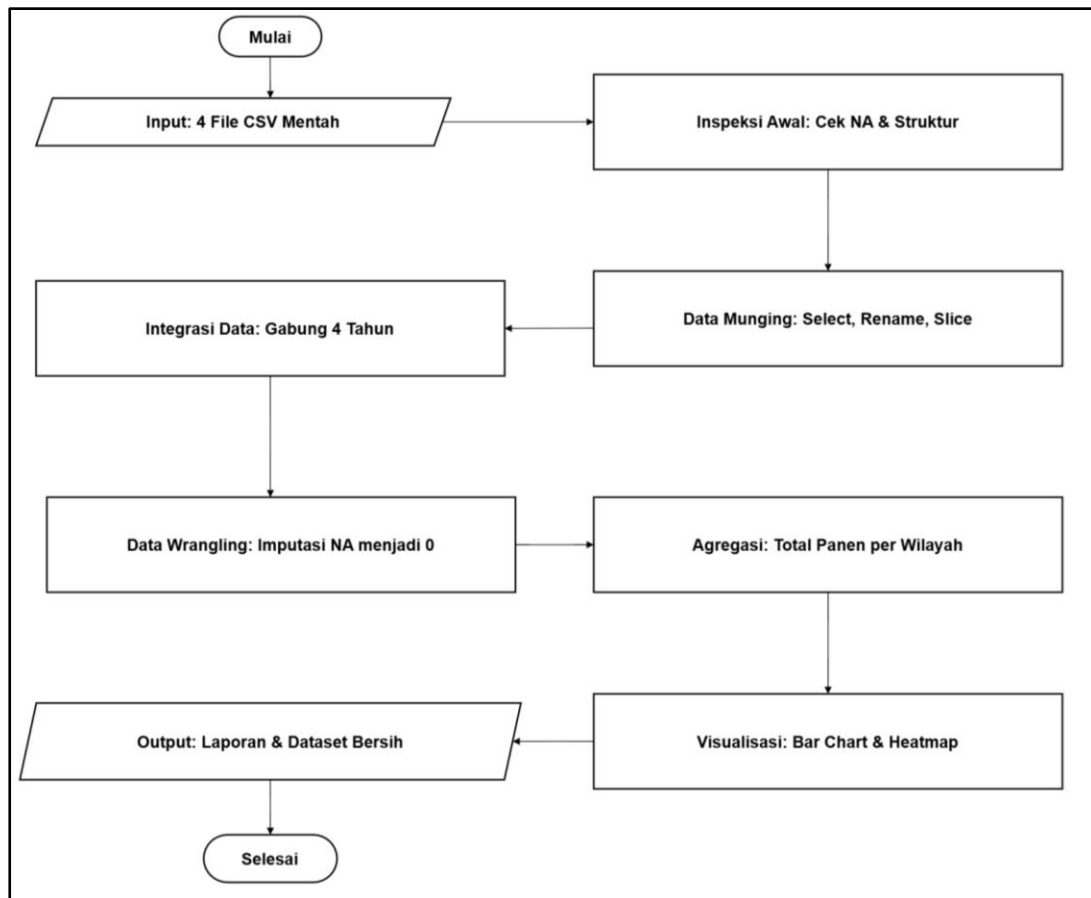 Mulai
Input: 4 File CSV Mentah
Inspeksi Awal: Cek NA & Struktur
Data Munging: Select, Rename, Slice
Integrasi Data: Gabung 4 Tahun
Data Wrangling: Imputasi NA menjadi 0
Agregasi: Total Panen per Wilayah
Visualisasi: Bar Chart & Heatmap
Output: Laporan & Dataset Bersih
Selesai